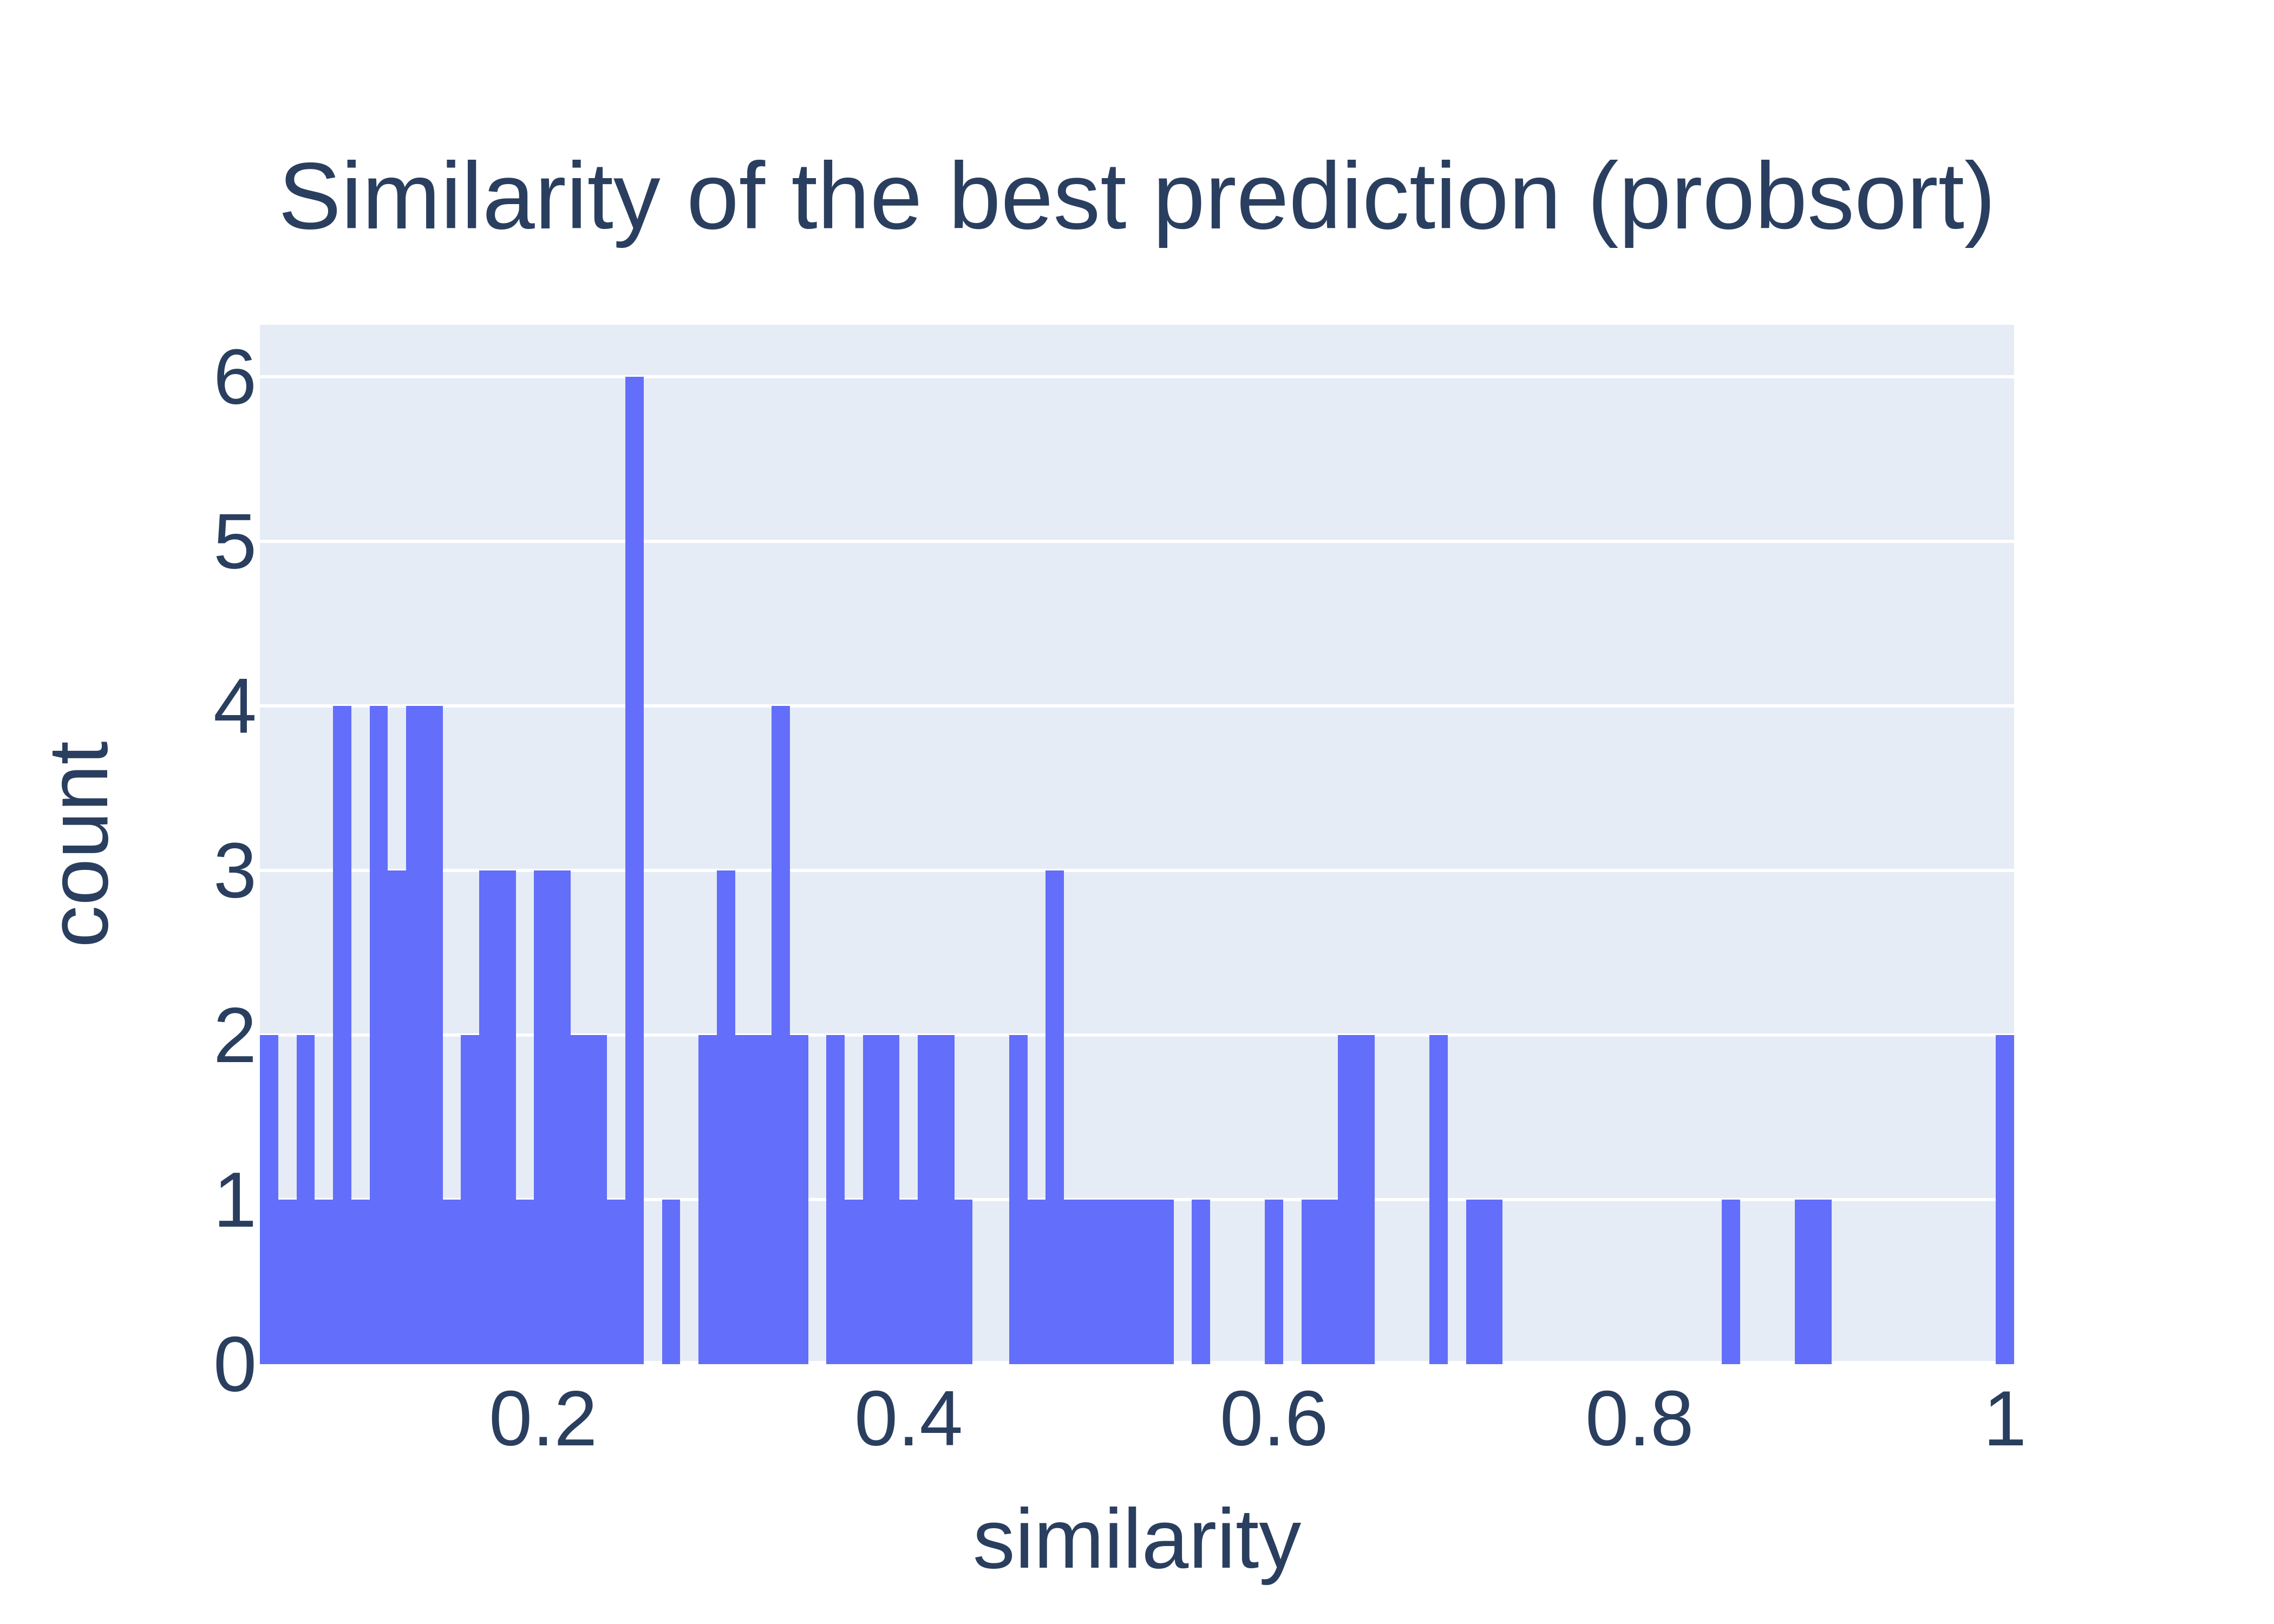 Similarity of the best prediction (probsort)
6
5
4
3
2
1
0
count
0.2 0.4 0.6 0.8 1
similarity